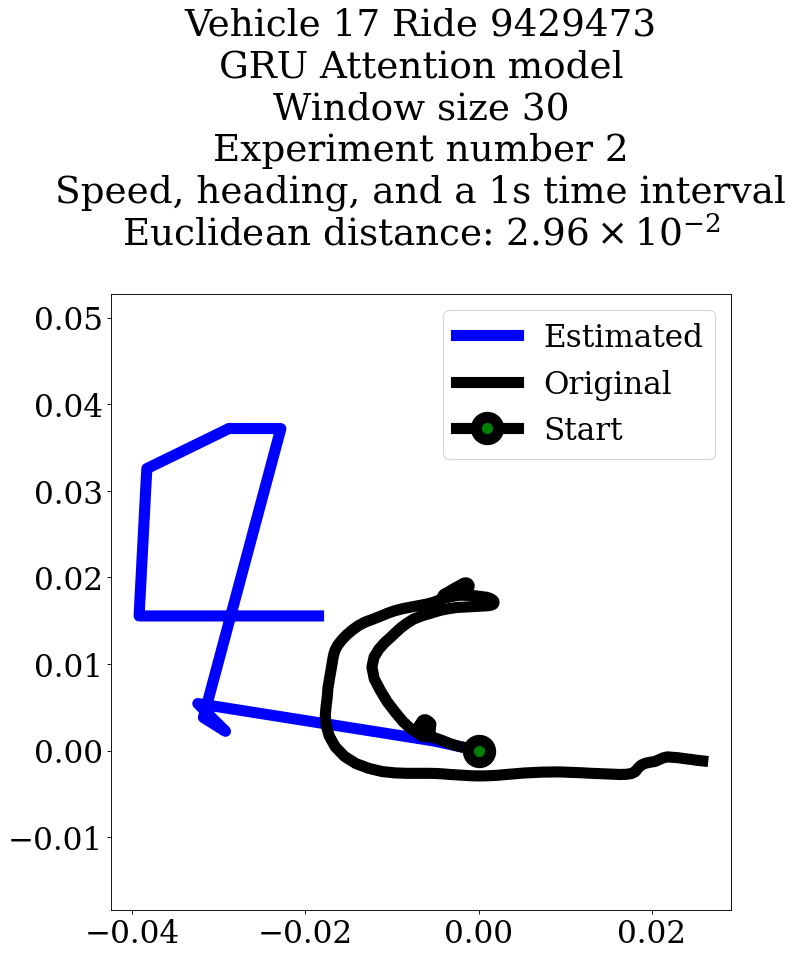 Vehicle 17 Ride 9429473
GRU Attention model
Window size 30
Experiment number 2
Speed, heading, and a 1s time interval
Euclidean distance: 2.96 × 10⁻²
Estimated
Original
Start
0.05
0.04
0.03
0.02
0.01
0.00
−0.01
−0.04
−0.02
0.00
0.02